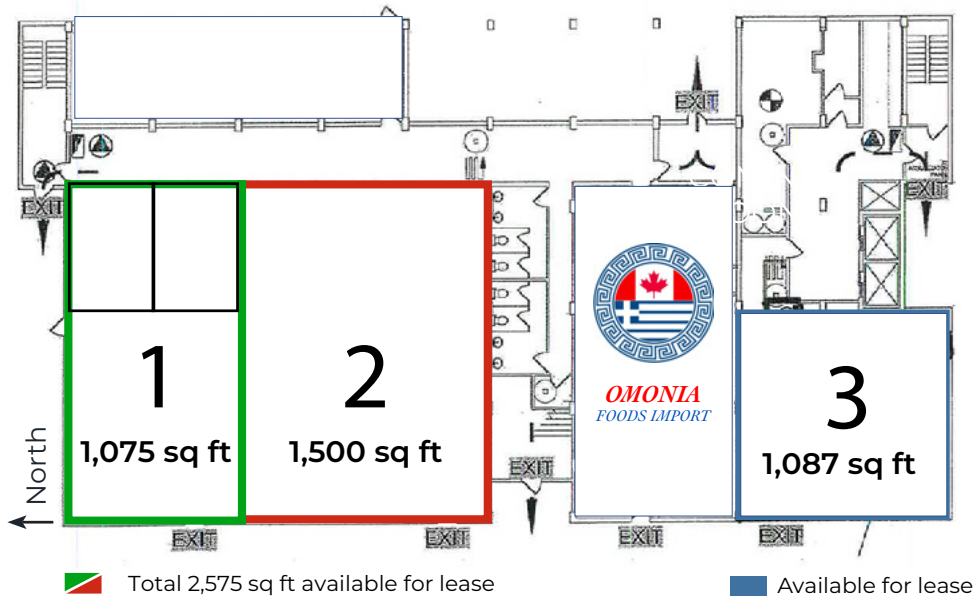 EXIT
EXIT
EXIT
1
1,075 sq ft
2
1,500 sq ft
OMONIA
FOODS IMPORT
3
1,087 sq ft
North
EXIT
EXIT
EXIT
EXIT
EXIT
Total 2,575 sq ft available for lease
Available for lease